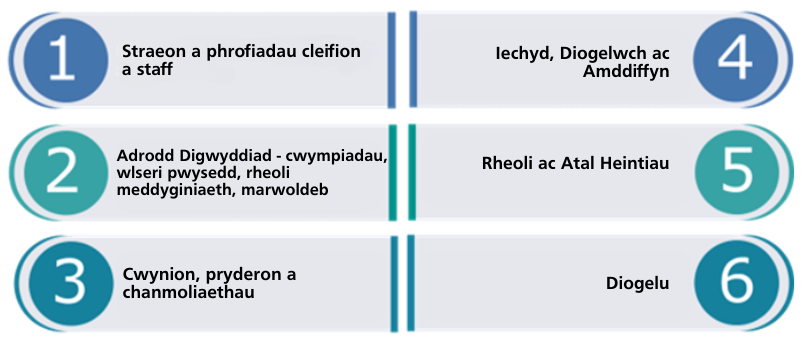 1
Straeon a phrofiadau cleifion
a staff
2
Adrodd Digwyddiad - cwympiadau,
wlseri pwysedd, rheoli
meddyginiaeth, marwoldeb
3
Cwynion, pryderon a
chanmoliaethau
4
Iechyd, Diogelwch ac
Amddiffyn
5
Rheoli ac Atal Heintiau
6
Diogelu